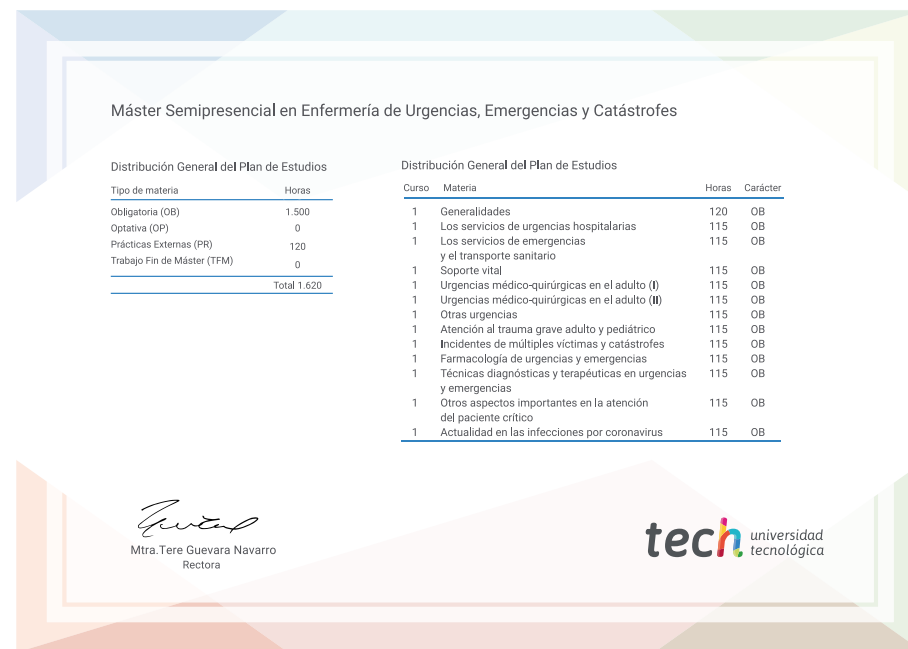 Máster Semipresencial en Enfermería de Urgencias, Emergencias y Catástrofes
Distribución General del Plan de Estudios
Tipo de materia Horas
Obligatoria (OB) 1.500
Optativa (OP) 0
Prácticas Externas (PR) 120
Trabajo Fin de Máster (TFM) 0
Total 1.620
Distribución General del Plan de Estudios
Curso Materia Horas Carácter
1 Generalidades 120 OB
1 Los servicios de urgencias hospitalarias 115 OB
1 Los servicios de emergencias 115 OB
y el transporte sanitario
1 Soporte vital 115 OB
1 Urgencias médico-quirúrgicas en el adulto (I) 115 OB
1 Urgencias médico-quirúrgicas en el adulto (II) 115 OB
1 Otras urgencias 115 OB
1 Atención al trauma grave adulto y pediátrico 115 OB
1 Incidentes de múltiples víctimas y catástrofes 115 OB
1 Farmacología de urgencias y emergencias 115 OB
1 Técnicas diagnósticas y terapéuticas en urgencias 115 OB
y emergencias
1 Otros aspectos importantes en la atención 115 OB
del paciente crítico
1 Actualidad en las infecciones por coronavirus 115 OB
Mtra.Tere Guevara Navarro
Rectora
tech universidad
tecnológica